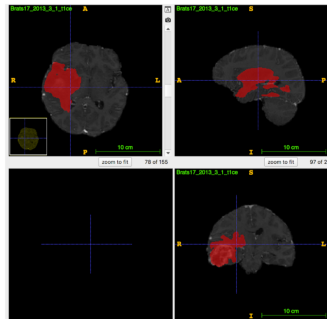 Brats17_2013_3_1_t1ce
A
R
L
P
10 cm
zoom to fit
78 of 155
Brats17_2013_3_1_t1ce
S
A
P
I
10 cm
zoom to fit
97 of 2
Brats17_2013_3_1_t1ce
S
R
L
I
10 cm